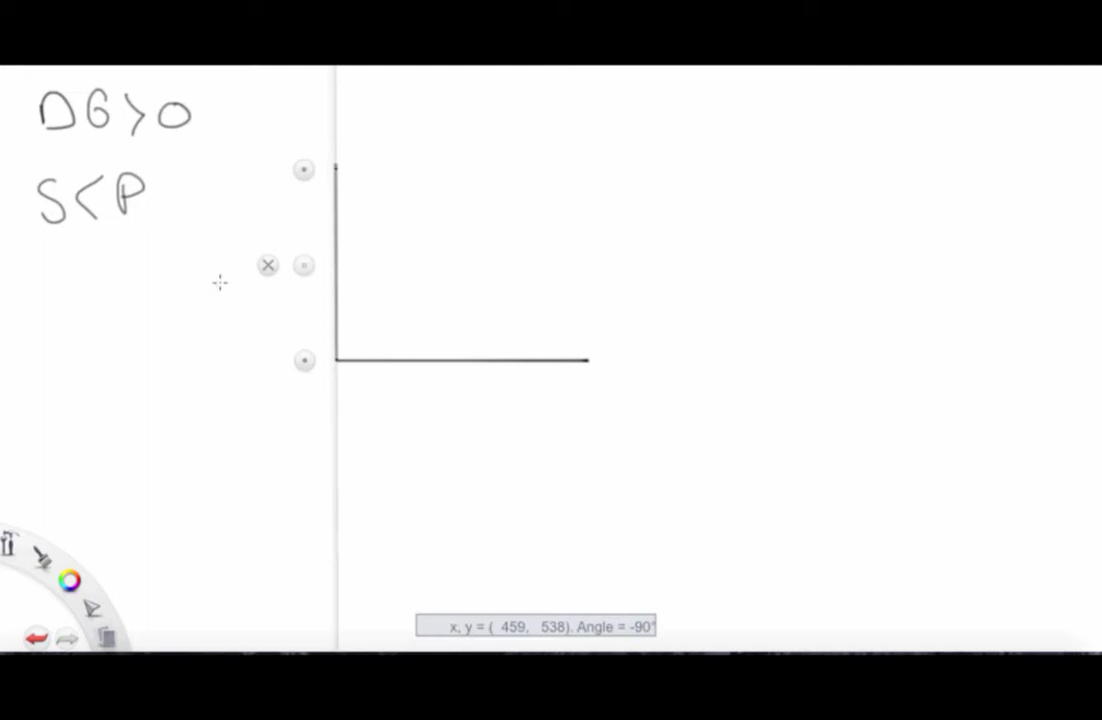 ΔG>0
S<P
x, y = ( 459, 538). Angle = -90°